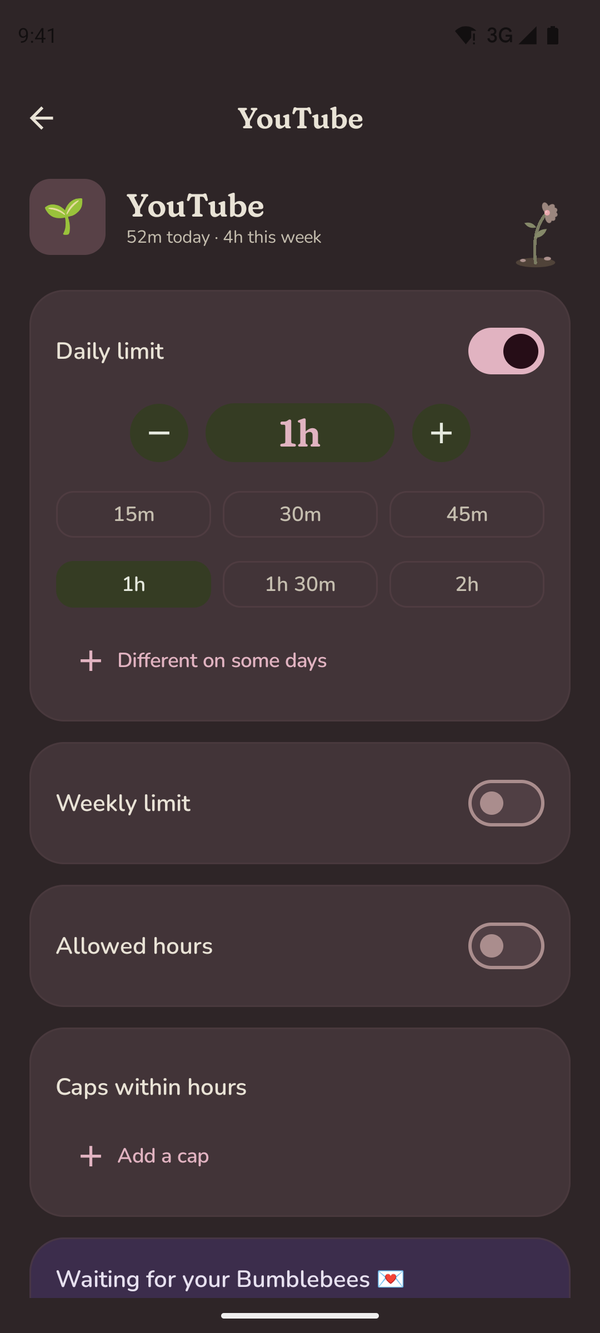 9:41
3G
YouTube
YouTube
52m today · 4h this week
Daily limit
1h
15m
30m
45m
1h
1h 30m
2h
Different on some days
Weekly limit
Allowed hours
Caps within hours
Add a cap
Waiting for your Bumblebees 💌